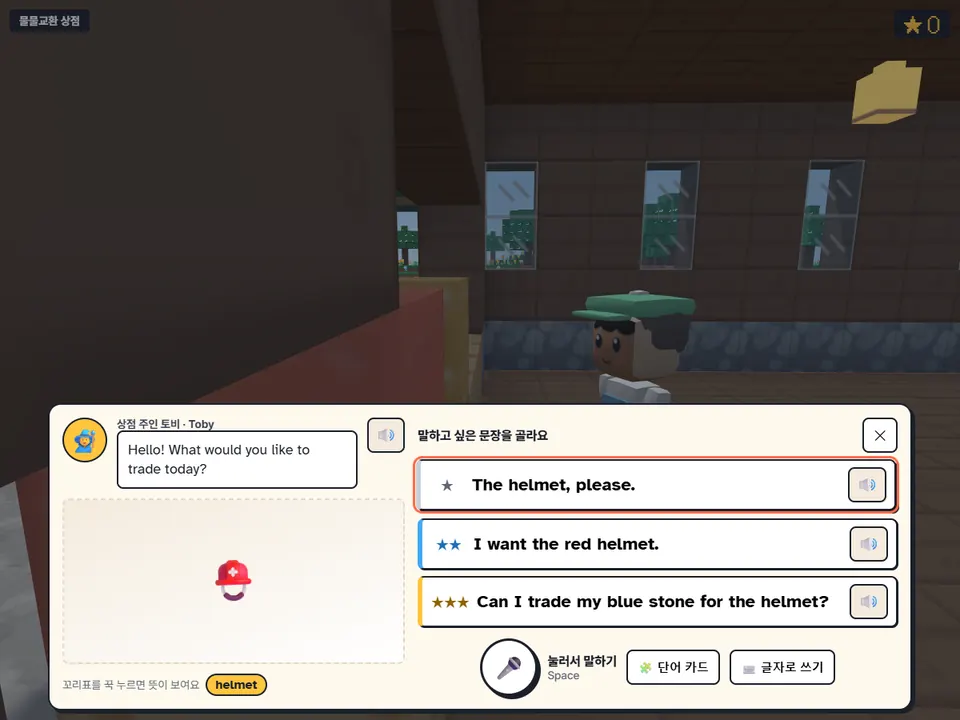 물물교환 상점
★ 0
상점 주인 토비 · Toby
Hello! What would you like to
trade today?
말하고 싶은 문장을 골라요
★ The helmet, please.
★★ I want the red helmet.
★★★ Can I trade my blue stone for the helmet?
꼬리표를 꾹 누르면 뜻이 보여요 helmet
눌러서 말하기
Space
단어 카드
글자로 쓰기